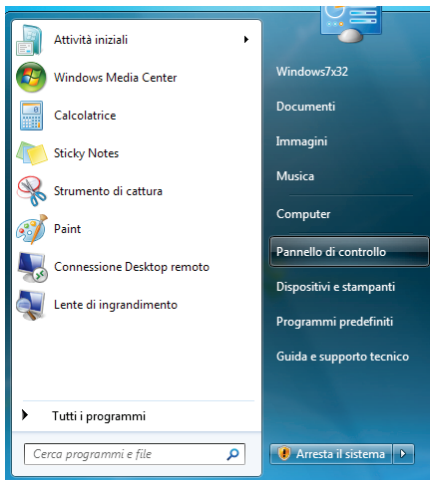 Attività iniziali
Windows Media Center
Calcolatrice
Sticky Notes
Strumento di cattura
Paint
Connessione Desktop remoto
Lente di ingrandimento
Tutti i programmi
Cerca programmi e file
Windows7x32
Documenti
Immagini
Musica
Computer
Pannello di controllo
Dispositivi e stampanti
Programmi predefiniti
Guida e supporto tecnico
Arresta il sistema